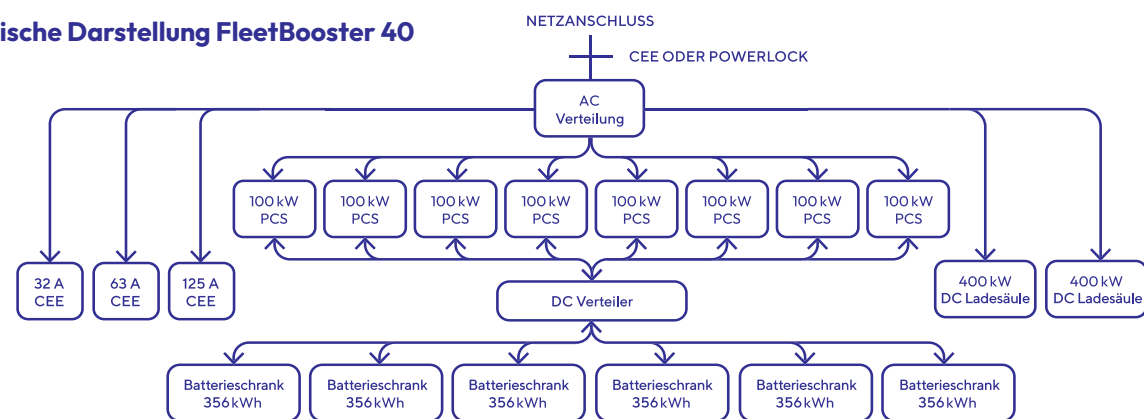 ische Darstellung FleetBooster 40
NETZANSCHLUSS
CEE ODER POWERLOCK
AC
Verteilung
100 kW
PCS
100 kW
PCS
100 kW
PCS
100 kW
PCS
100 kW
PCS
100 kW
PCS
100 kW
PCS
100 kW
PCS
32 A
CEE
63 A
CEE
125 A
CEE
400 kW
DC Ladesäule
400 kW
DC Ladesäule
DC Verteiler
Batterieschrank
356 kWh
Batterieschrank
356 kWh
Batterieschrank
356 kWh
Batterieschrank
356 kWh
Batterieschrank
356 kWh
Batterieschrank
356 kWh